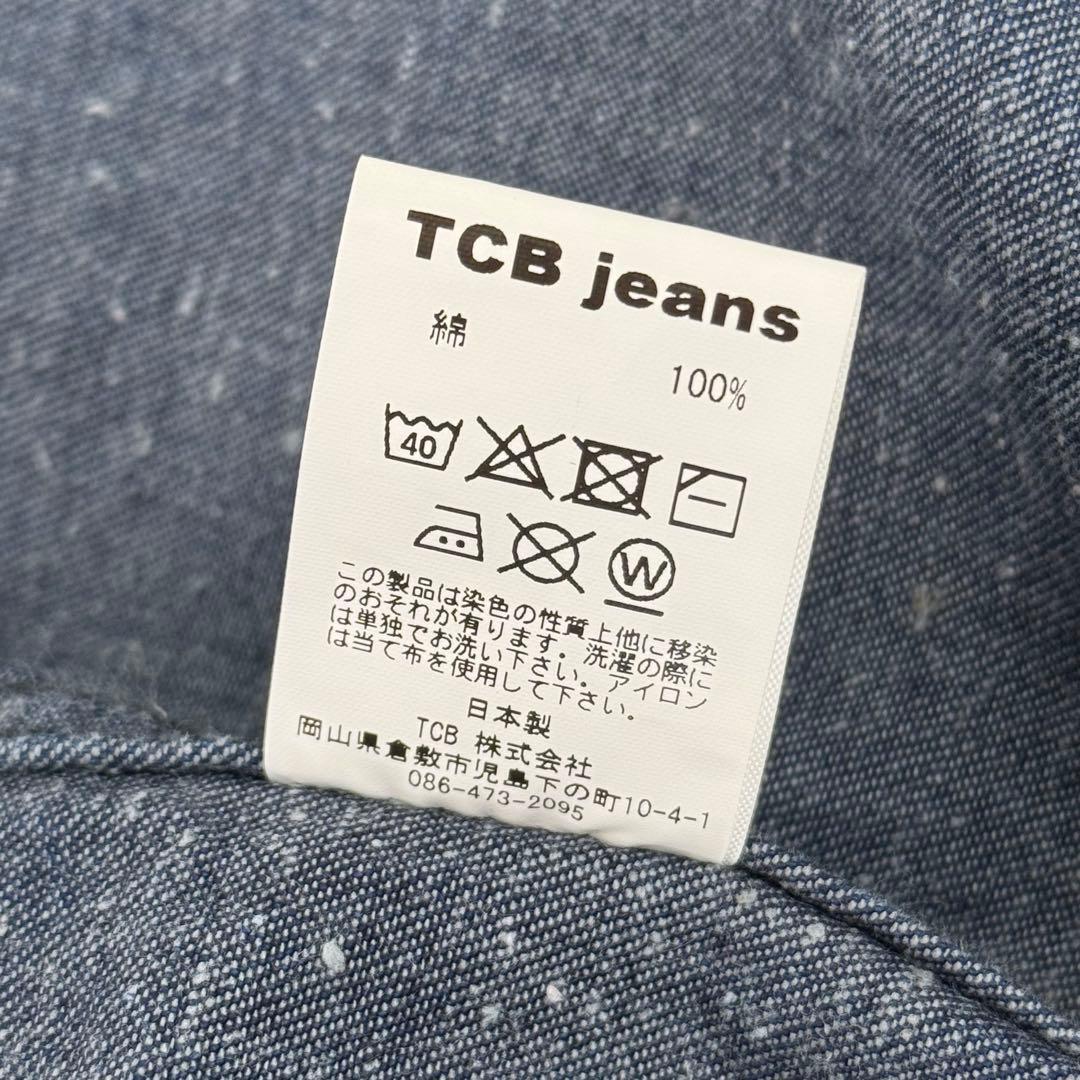 TCB jeans
綿 100%
40
W
この製品は染色の性質上他に移染
のおそれが有ります。洗濯の際に
は単独でお洗い下さい。アイロン
は当て布を使用して下さい。
日本製
TCB 株式会社
岡山県倉敷市児島下の町10-4-1
086-473-2095